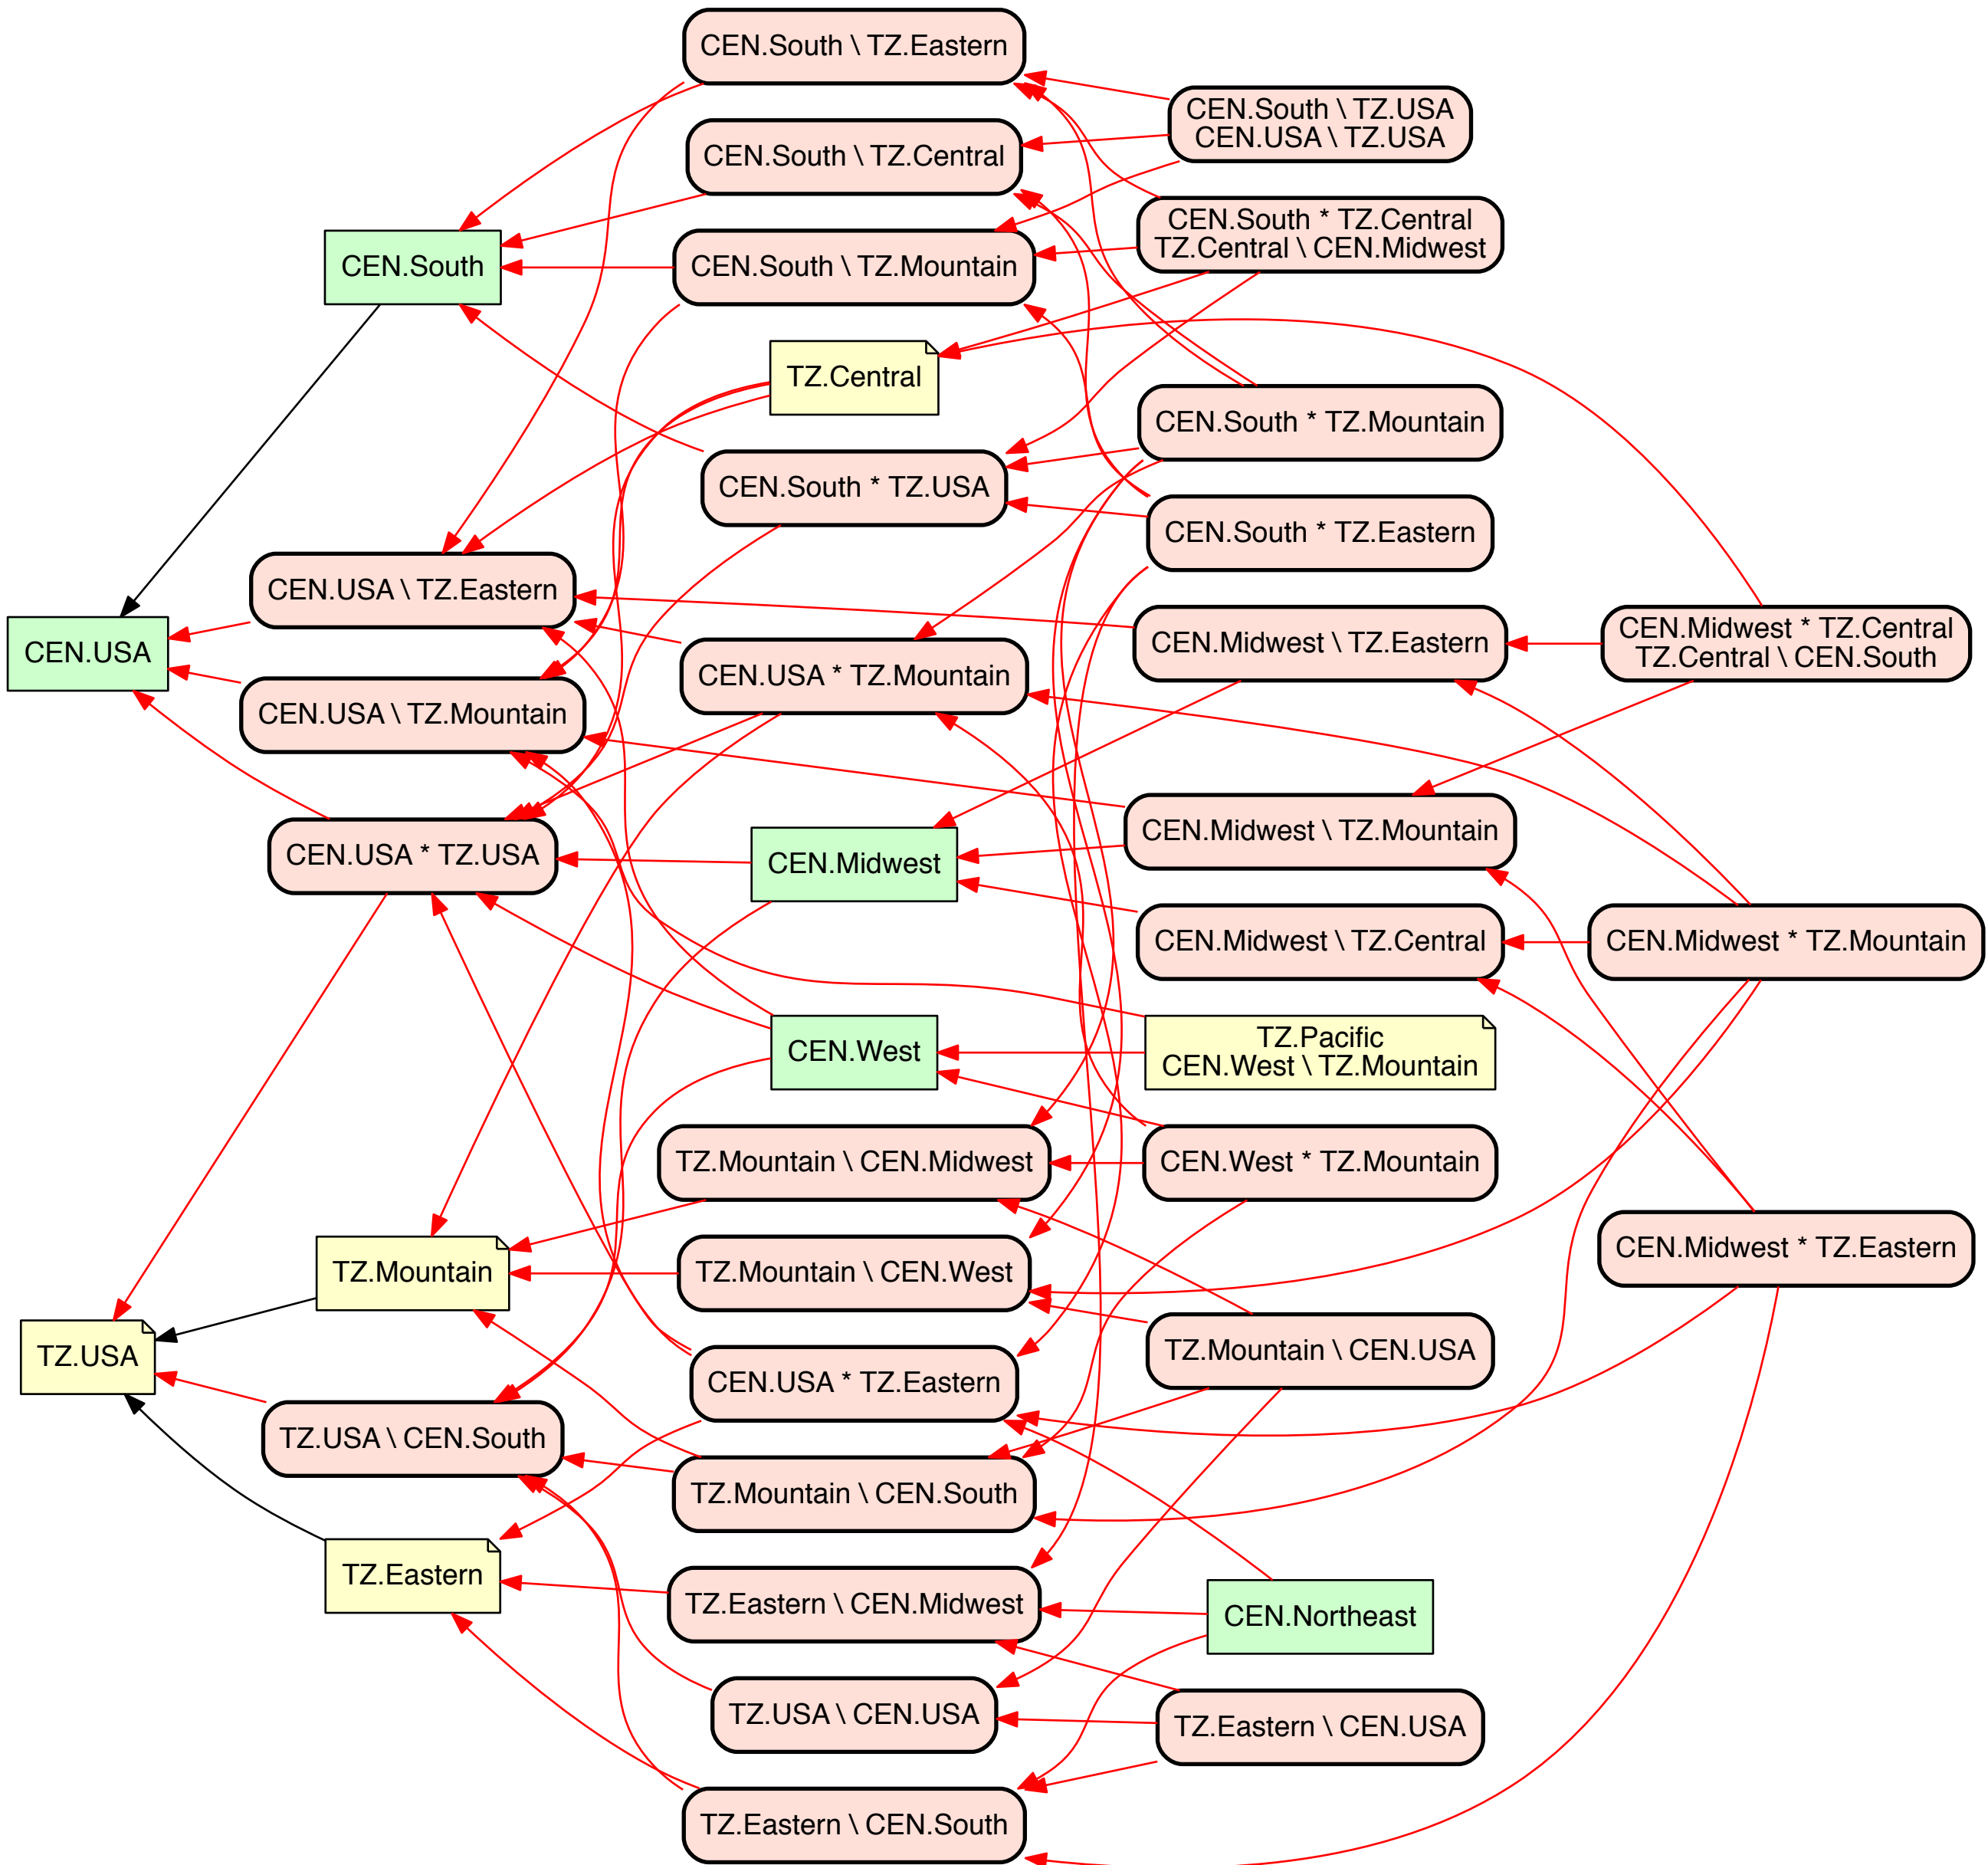 CEN.South \ TZ.Eastern
CEN.South \ TZ.USA
CEN.USA \ TZ.USA
CEN.South \ TZ.Central
CEN.South * TZ.Central
TZ.Central \ CEN.Midwest
CEN.South
CEN.South \ TZ.Mountain
TZ.Central
CEN.South * TZ.Mountain
CEN.South * TZ.USA
CEN.South * TZ.Eastern
CEN.USA \ TZ.Eastern
CEN.Midwest \ TZ.Eastern
CEN.Midwest * TZ.Central
TZ.Central \ CEN.South
CEN.USA
CEN.USA * TZ.Mountain
CEN.USA \ TZ.Mountain
CEN.Midwest \ TZ.Mountain
CEN.USA * TZ.USA
CEN.Midwest
CEN.Midwest \ TZ.Central
CEN.Midwest * TZ.Mountain
CEN.West
TZ.Pacific
CEN.West \ TZ.Mountain
TZ.Mountain \ CEN.Midwest
CEN.West * TZ.Mountain
TZ.Mountain
TZ.Mountain \ CEN.West
CEN.Midwest * TZ.Eastern
TZ.USA
CEN.USA * TZ.Eastern
TZ.Mountain \ CEN.USA
TZ.USA \ CEN.South
TZ.Mountain \ CEN.South
TZ.Eastern
TZ.Eastern \ CEN.Midwest
CEN.Northeast
TZ.USA \ CEN.USA
TZ.Eastern \ CEN.USA
TZ.Eastern \ CEN.South